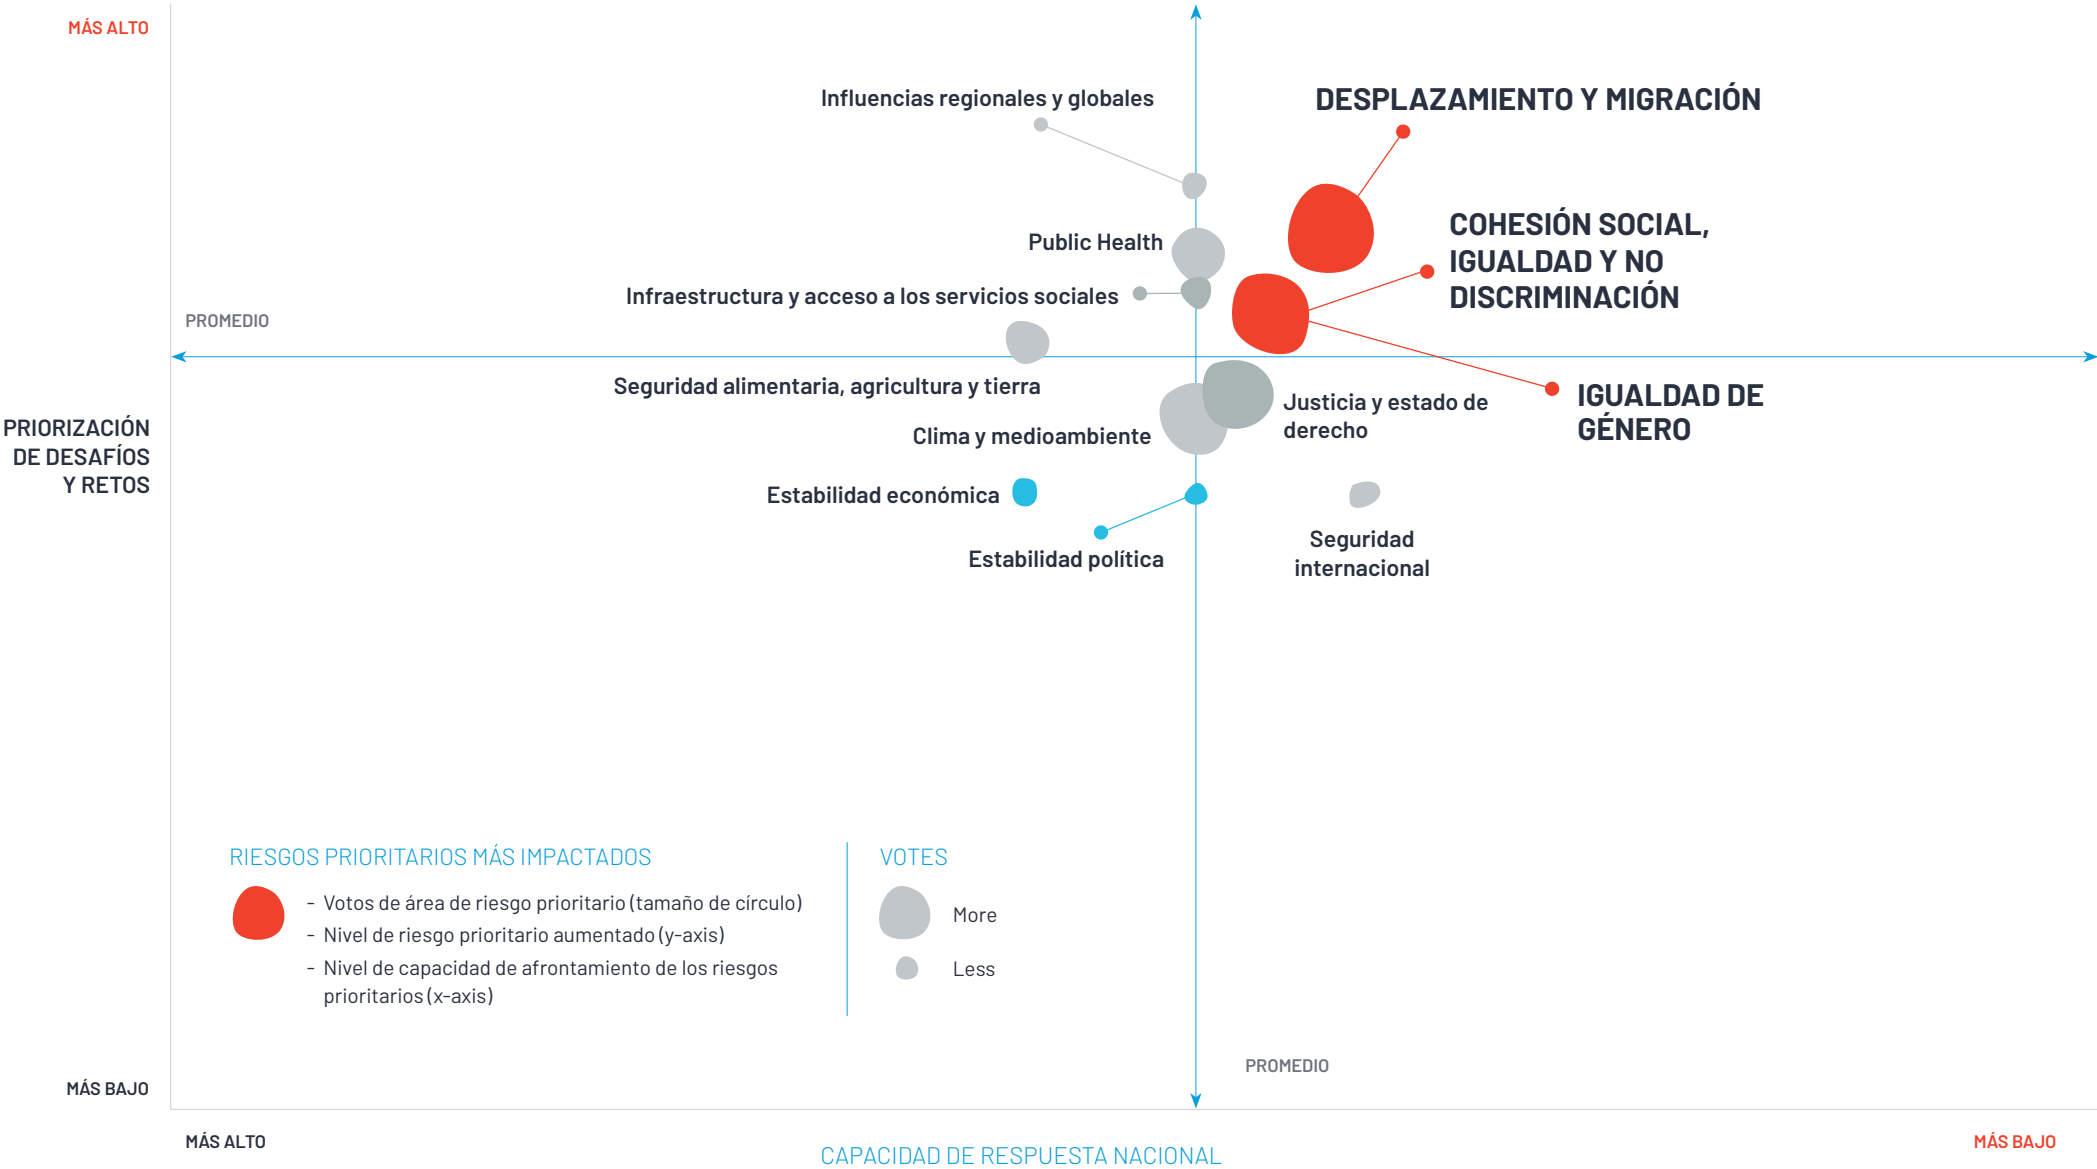 MÁS ALTO
Influencias regionales y globales
DESPLAZAMIENTO Y MIGRACIÓN
COHESIÓN SOCIAL,
IGUALDAD Y NO
DISCRIMINACIÓN
Public Health
Infraestructura y acceso a los servicios sociales
PROMEDIO
Seguridad alimentaria, agricultura y tierra
Justicia y estado de
derecho
IGUALDAD DE
GÉNERO
PRIORIZACIÓN
DE DESAFÍOS
Y RETOS
Clima y medioambiente
Estabilidad económica
Estabilidad política
Seguridad
internacional
RIESGOS PRIORITARIOS MÁS IMPACTADOS
- Votos de área de riesgo prioritario (tamaño de círculo)
- Nivel de riesgo prioritario aumentado (y-axis)
- Nivel de capacidad de afrontamiento de los riesgos
prioritarios (x-axis)
VOTES
More
Less
PROMEDIO
MÁS BAJO
MÁS ALTO
CAPACIDAD DE RESPUESTA NACIONAL
MÁS BAJO